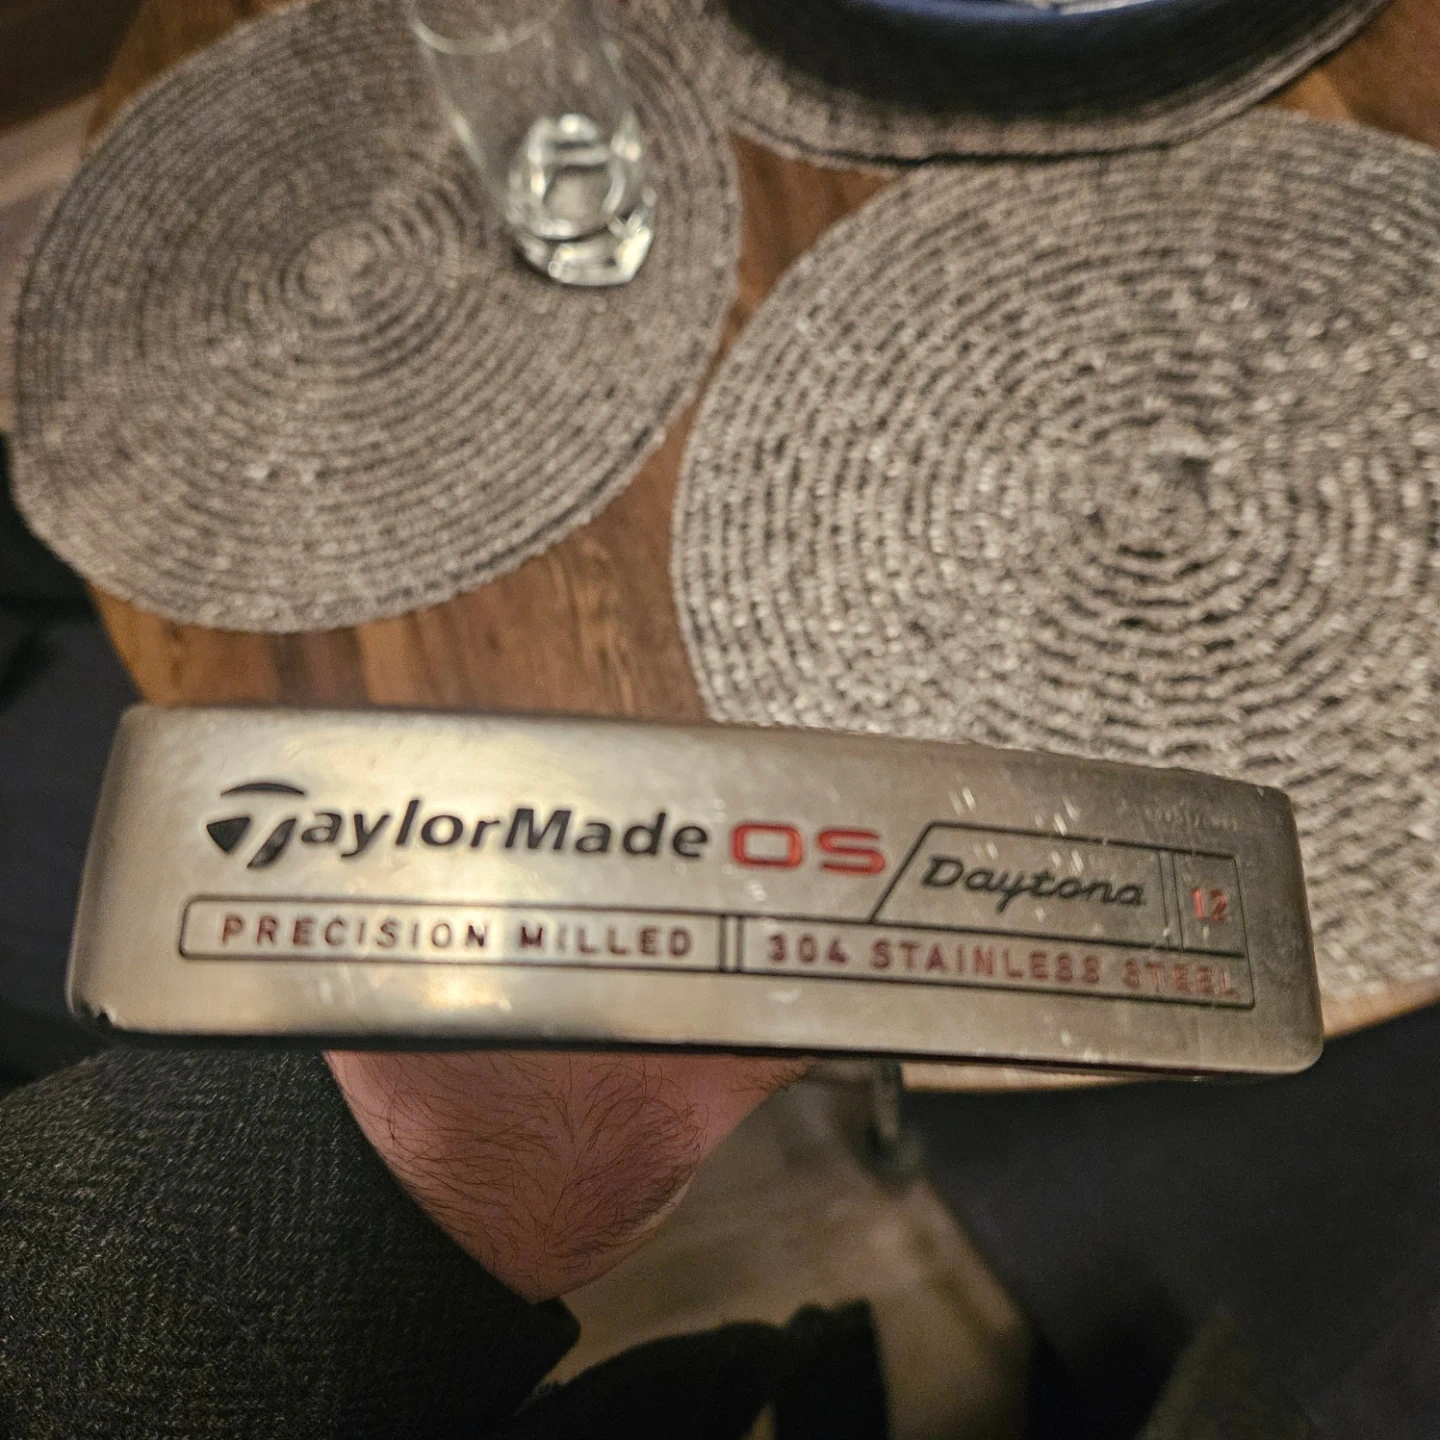 TaylorMade OS
Daytona 12
PRECISION MILLED 304 STAINLESS STEEL